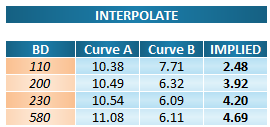 INTERPOLATE
BD Curve A Curve B IMPLIED
110 10.38 7.71 2.48
200 10.49 6.32 3.92
230 10.54 6.09 4.20
580 11.08 6.11 4.69